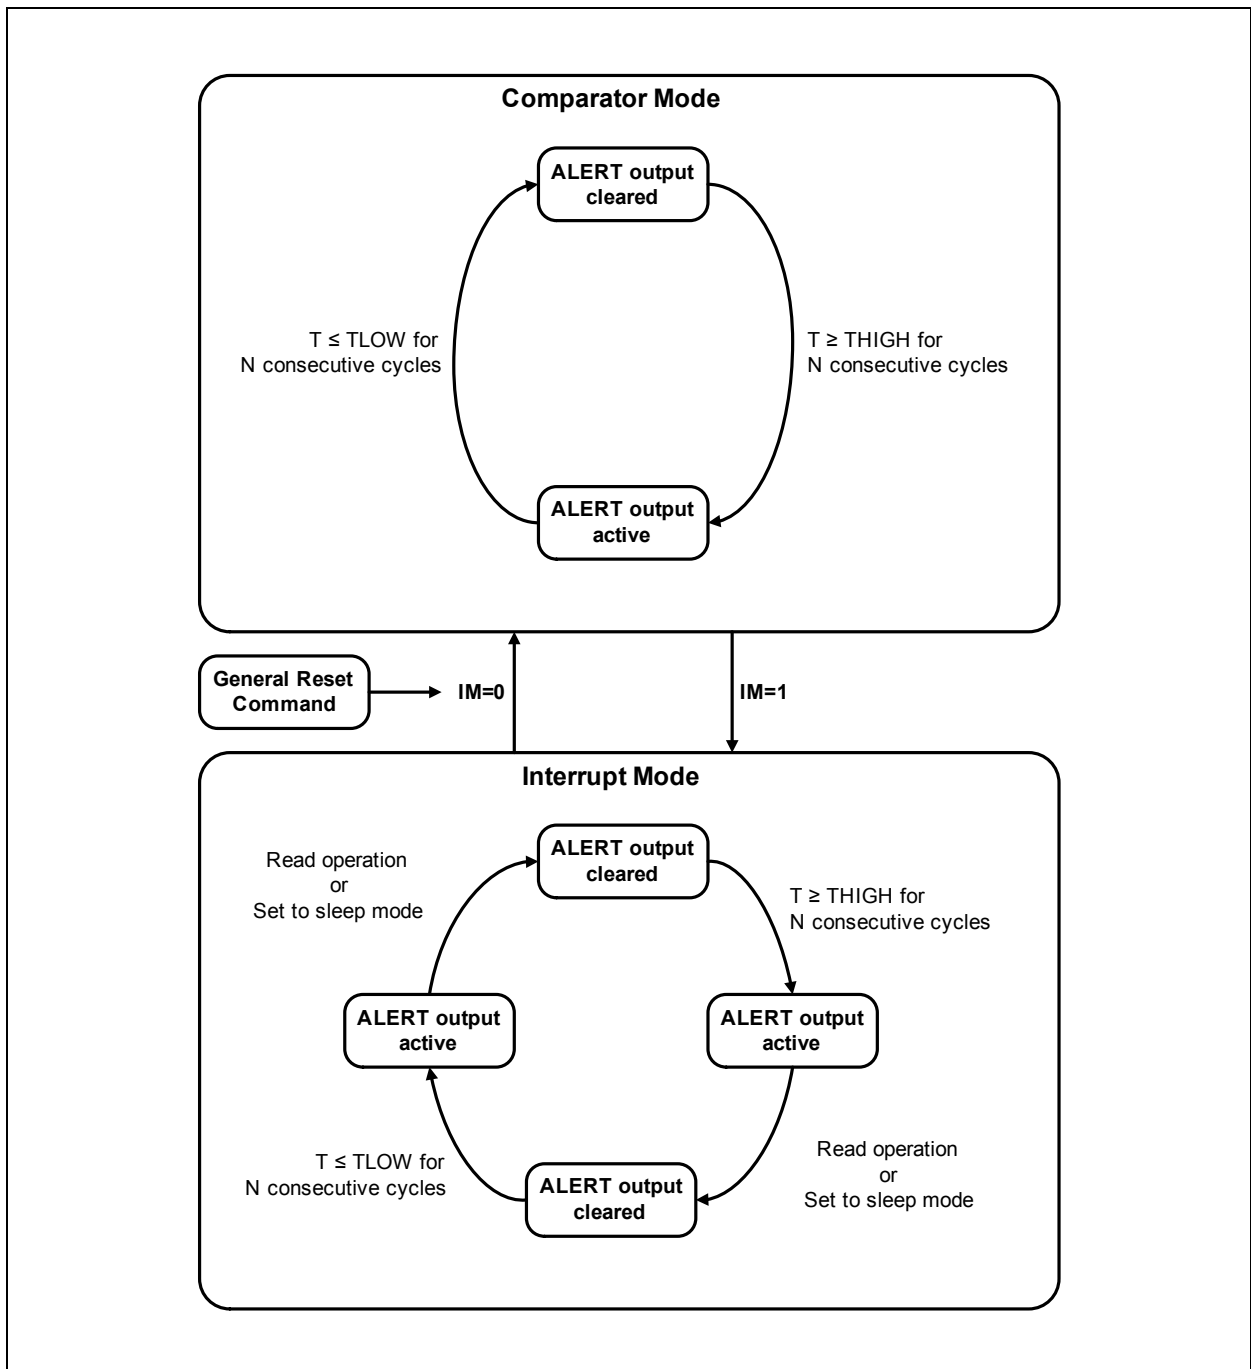 Comparator Mode
ALERT output
cleared
T ≤ TLOW for
N consecutive cycles
T ≥ THIGH for
N consecutive cycles
ALERT output
active
General Reset
Command
IM=0
IM=1
Interrupt Mode
ALERT output
cleared
Read operation
or
Set to sleep mode
T ≥ THIGH for
N consecutive cycles
ALERT output
active
ALERT output
active
T ≤ TLOW for
N consecutive cycles
Read operation
or
Set to sleep mode
ALERT output
cleared